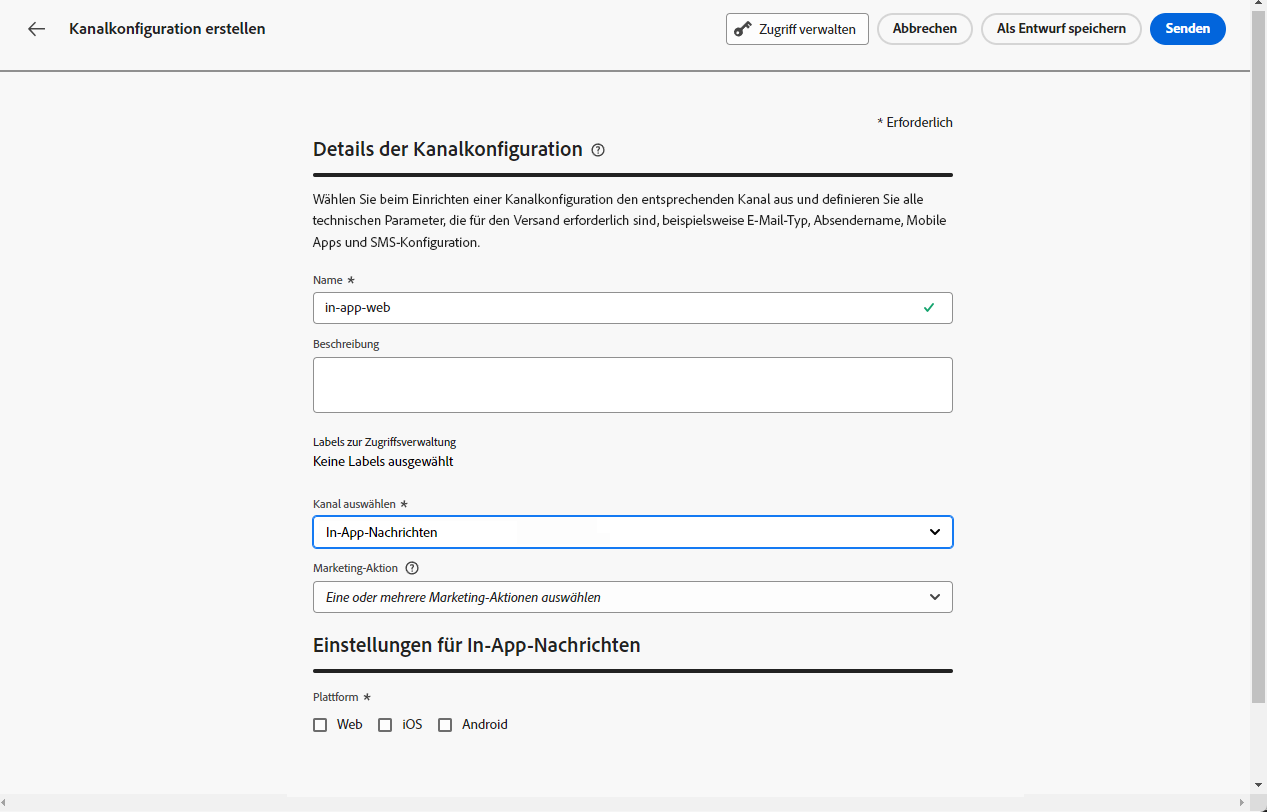 Kanalkonfiguration erstellen
Zugriff verwalten
Abbrechen
Als Entwurf speichern
Senden
* Erforderlich
Details der Kanalkonfiguration
Wählen Sie beim Einrichten einer Kanalkonfiguration den entsprechenden Kanal aus und definieren Sie alle
technischen Parameter, die für den Versand erforderlich sind, beispielsweise E-Mail-Typ, Absendername, Mobile
Apps und SMS-Konfiguration.
Name *
in-app-web
Beschreibung
Labels zur Zugriffsverwaltung
Keine Labels ausgewählt
Kanal auswählen *
In-App-Nachrichten
Marketing-Aktion
Eine oder mehrere Marketing-Aktionen auswählen
Einstellungen für In-App-Nachrichten
Plattform *
Web iOS Android